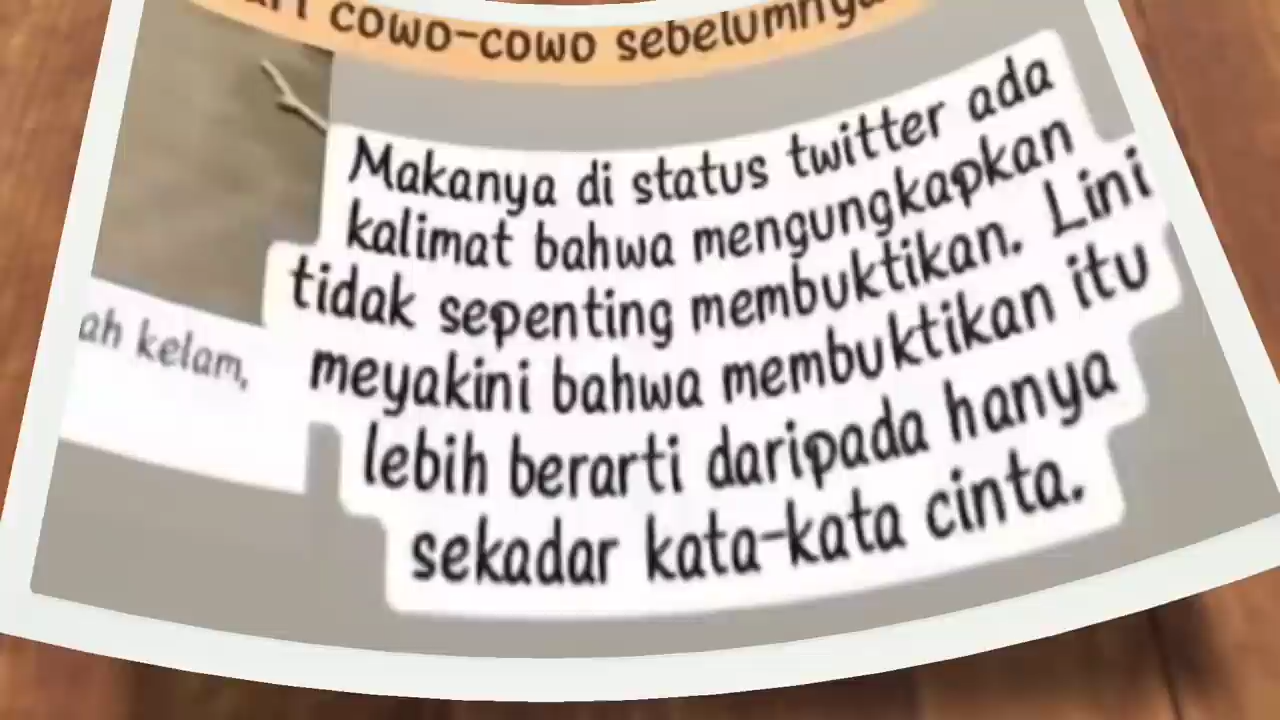 cowo-cowo sebelumnya
Makanya di status twitter ada
kalimat bahwa mengungkapkan
tidak sepenting membuktikan. Lini
meyakini bahwa membuktikan itu
lebih berarti daripada hanya
sekadar kata-kata cinta.
ah kelam,